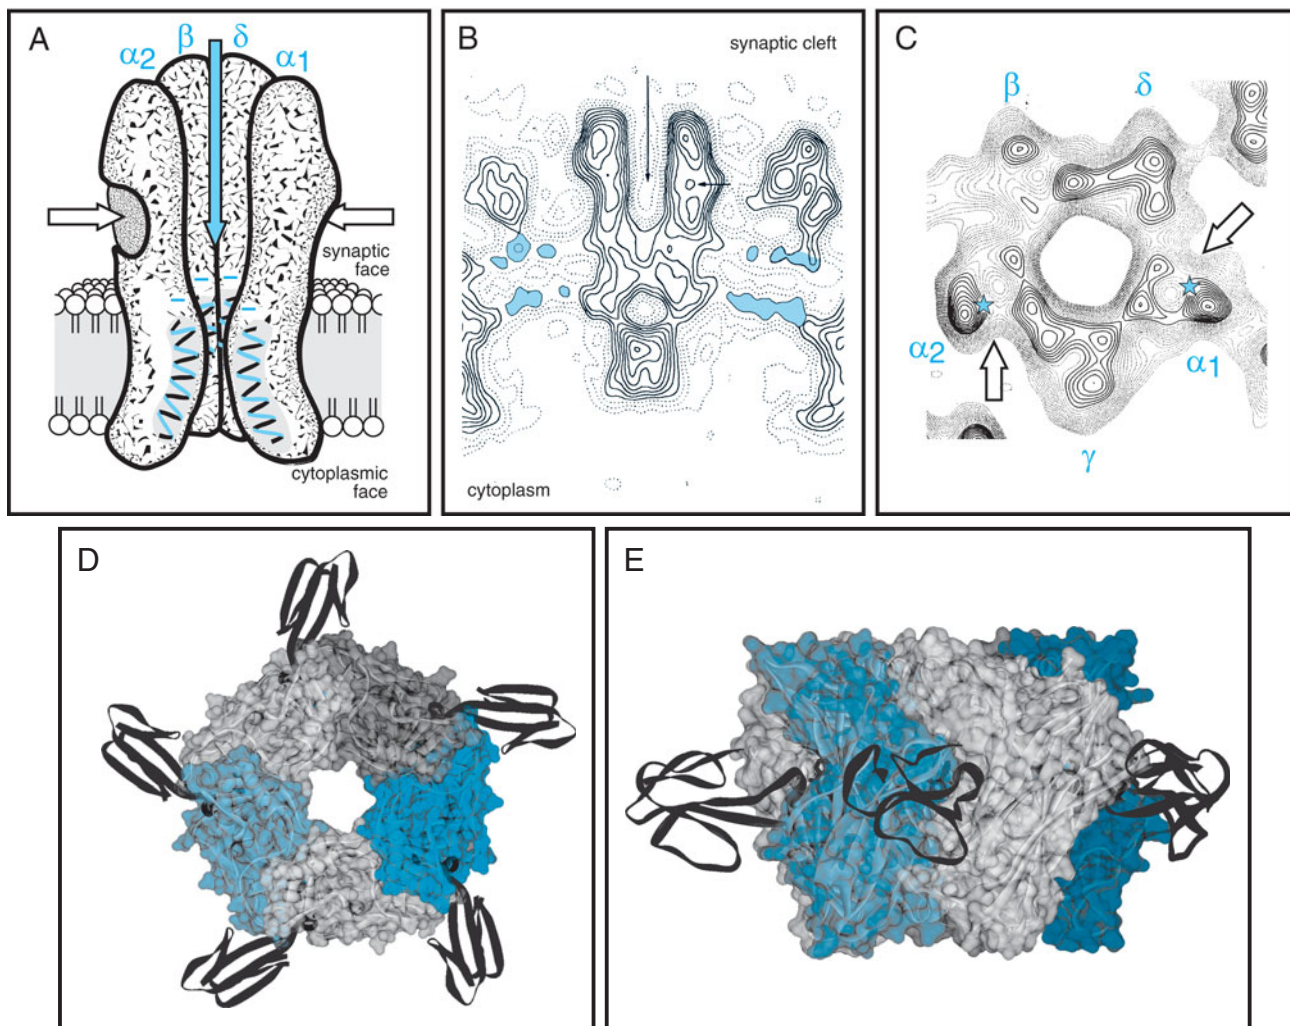 A
α2
β
δ
α1
synaptic
face
cytoplasmic
face
B
synaptic cleft
cytoplasm
C
β
δ
α2
α1
γ
D
E